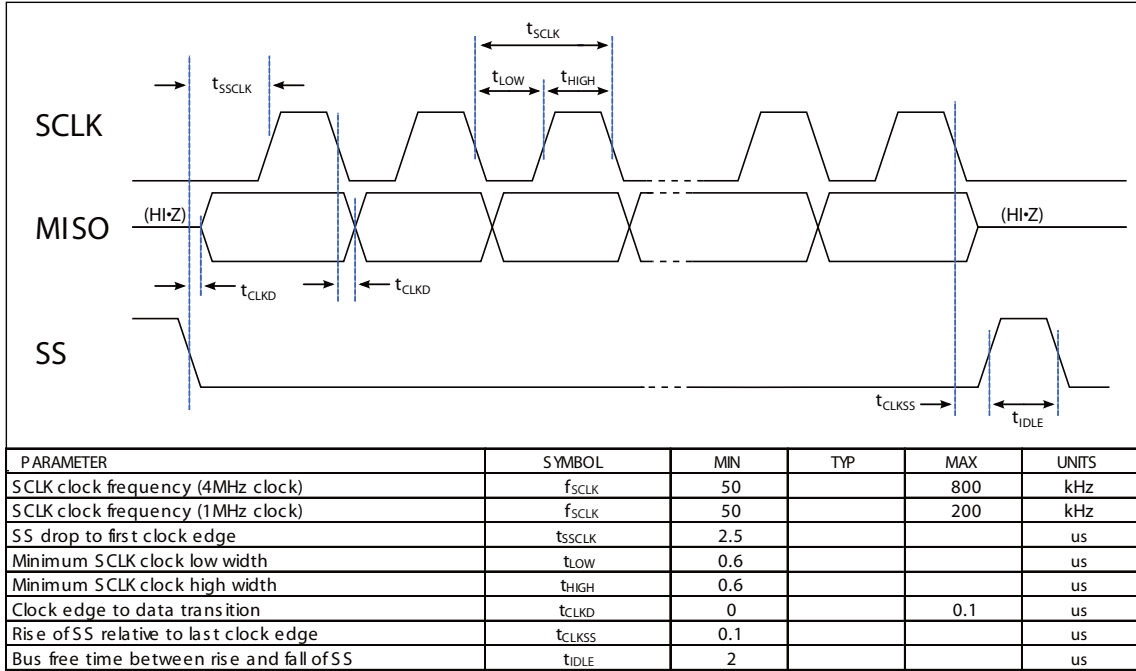 tSCLK
tSSCLK
tLOW
tHIGH
SCLK
(HI•Z)
(HI•Z)
MISO
tCLKD
tCLKD
SS
tCLKSS
tIDLE
PARAMETER SYMBOL MIN TYP MAX UNITS
SCLK clock frequency (4MHz clock) fSCLK 50 800 kHz
SCLK clock frequency (1MHz clock) fSCLK 50 200 kHz
SS drop to first clock edge tSSCLK 2.5 us
Minimum SCLK clock low width tLOW 0.6 us
Minimum SCLK clock high width tHIGH 0.6 us
Clock edge to data transition tCLKD 0 0.1 us
Rise of SS relative to last clock edge tCLKSS 0.1 us
Bus free time between rise and fall of SS tIDLE 2 us